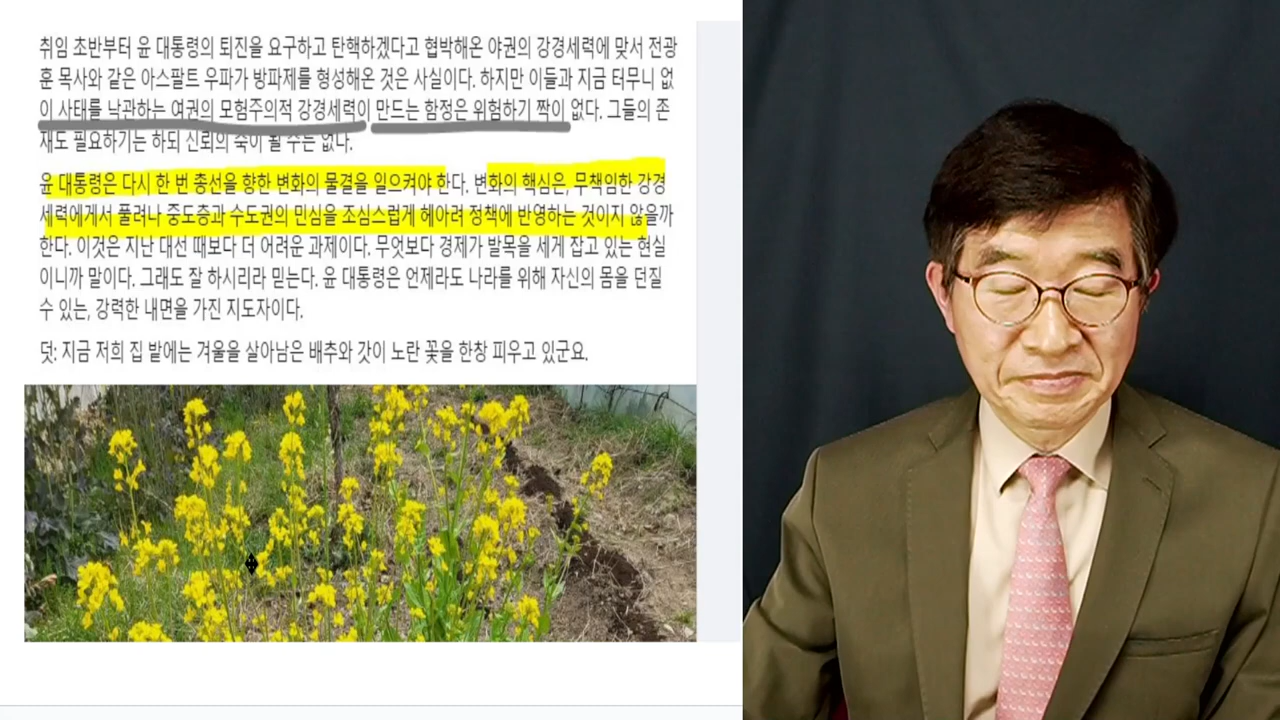 취임 초반부터 윤 대통령의 퇴진을 요구하고 탄핵하겠다고 협박해온 야권의 강경세력에 맞서 전광
훈 목사와 같은 아스팔트 우파가 방파제를 형성해온 것은 사실이다. 하지만 이들과 지금 터무니 없
이 사태를 낙관하는 여권의 모험주의적 강경세력이 만드는 함정은 위험하기 짝이 없다. 그들의 존
재도 필요하기는 하되 신뢰의 축이 될 수는 없다.
윤 대통령은 다시 한 번 총선을 향한 변화의 물결을 일으켜야 한다. 변화의 핵심은, 무책임한 강경
세력에게서 풀려나 중도층과 수도권의 민심을 조심스럽게 헤아려 정책에 반영하는 것이지 않을까
한다. 이것은 지난 대선 때보다 더 어려운 과제이다. 무엇보다 경제가 발목을 세게 잡고 있는 현실
이니까 말이다. 그래도 잘 하시리라 믿는다. 윤 대통령은 언제라도 나라를 위해 자신의 몸을 던질
수 있는, 강력한 내면을 가진 지도자이다.
덧: 지금 저희 집 밭에는 겨울을 살아남은 배추와 갓이 노란 꽃을 한창 피우고 있군요.